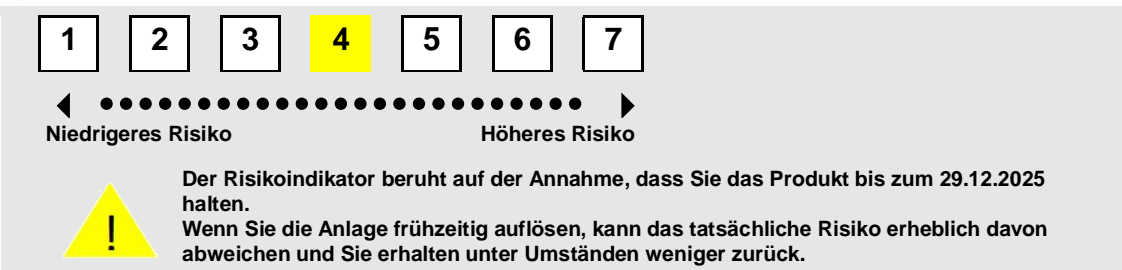 1 2 3 4 5 6 7
Niedrigeres Risiko Höheres Risiko
Der Risikoindikator beruht auf der Annahme, dass Sie das Produkt bis zum 29.12.2025
halten.
Wenn Sie die Anlage frühzeitig auflösen, kann das tatsächliche Risiko erheblich davon
abweichen und Sie erhalten unter Umständen weniger zurück.
!